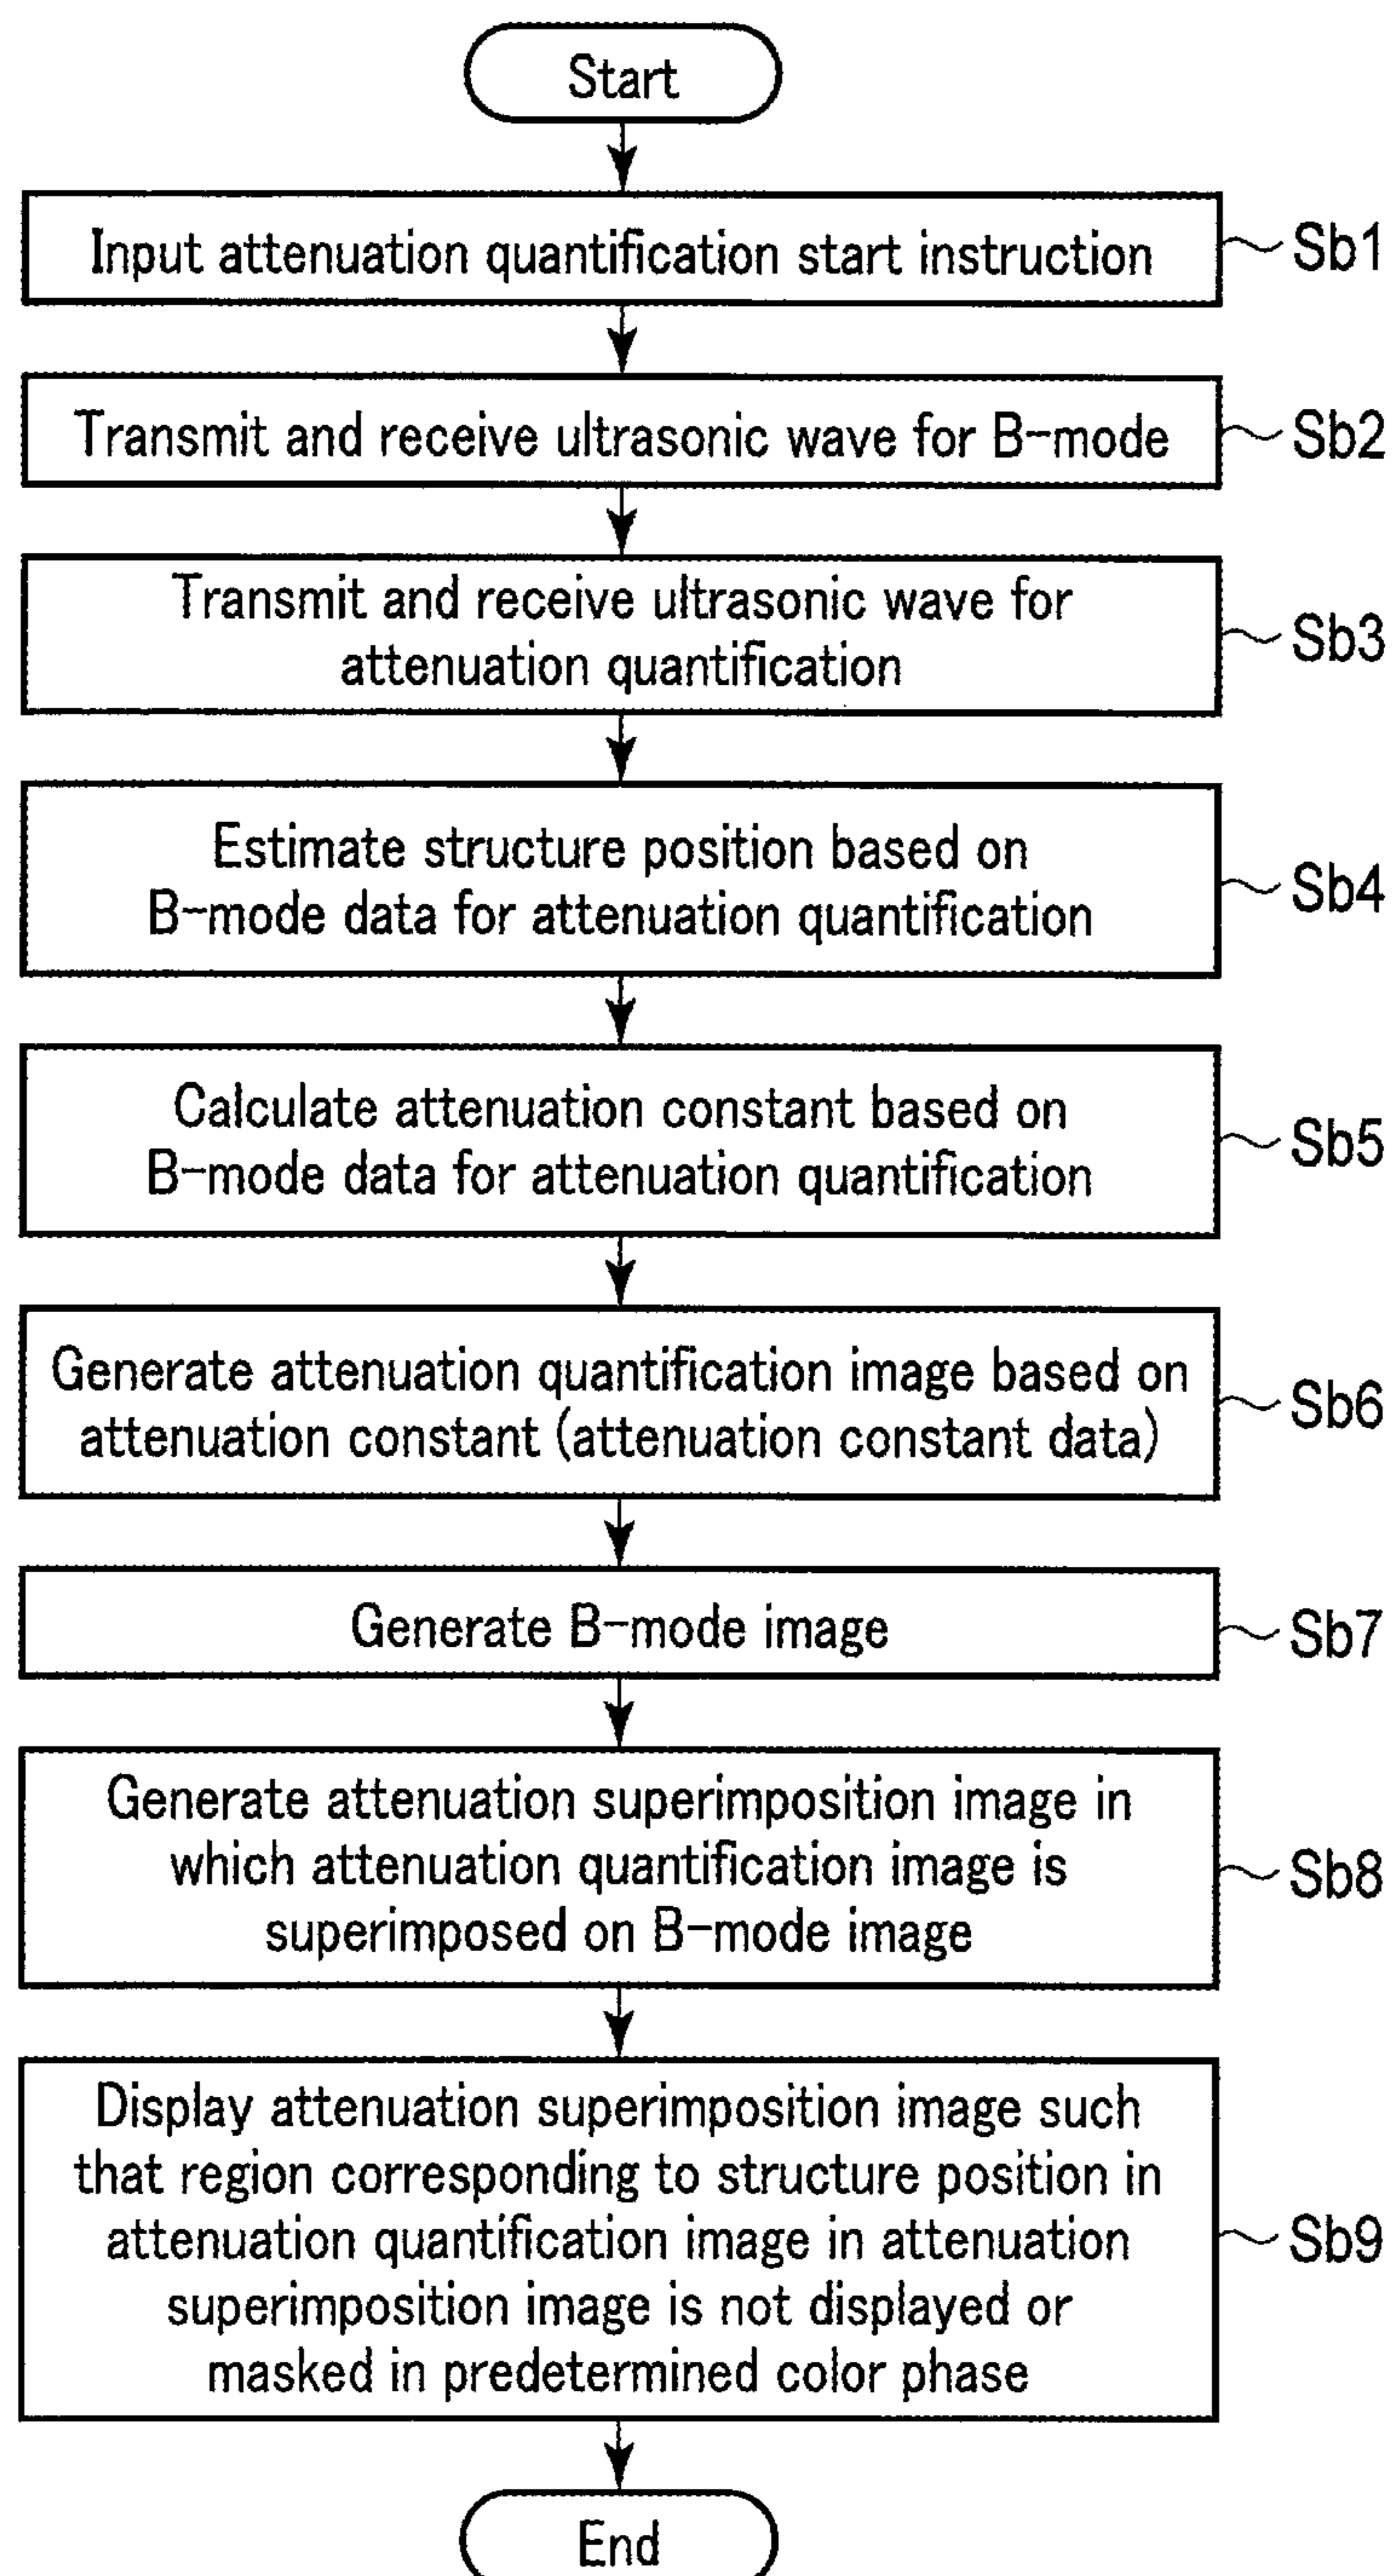 Start
Input attenuation quantification start instruction
Sb1
Transmit and receive ultrasonic wave for B-mode
Sb2
Transmit and receive ultrasonic wave for
attenuation quantification
Sb3
Estimate structure position based on
B-mode data for attenuation quantification
Sb4
Calculate attenuation constant based on
B-mode data for attenuation quantification
Sb5
Generate attenuation quantification image based on
attenuation constant (attenuation constant data)
Sb6
Generate B-mode image
Sb7
Generate attenuation superimposition image in
which attenuation quantification image is
superimposed on B-mode image
Sb8
Display attenuation superimposition image such
that region corresponding to structure position in
attenuation quantification image in attenuation
superimposition image is not displayed or
masked in predetermined color phase
Sb9
End